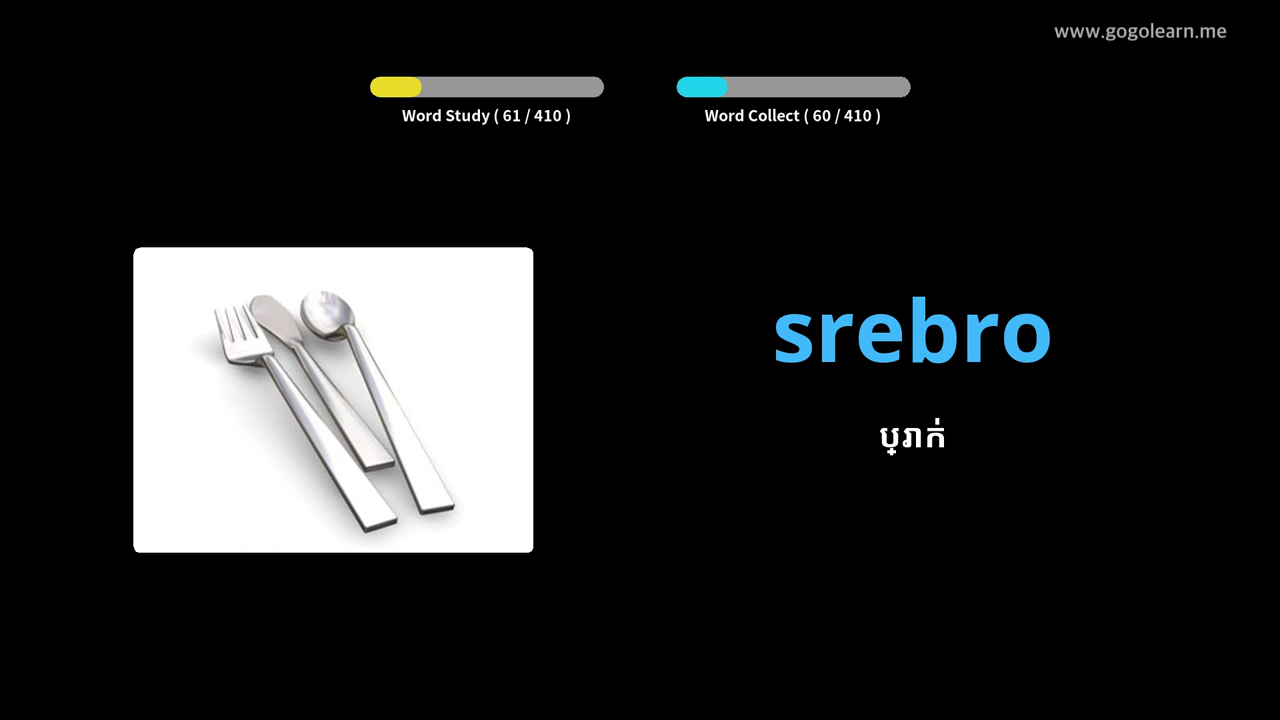 www.gogolearn.me
Word Study ( 61 / 410 )
Word Collect ( 60 / 410 )
srebro
ប្រាក់